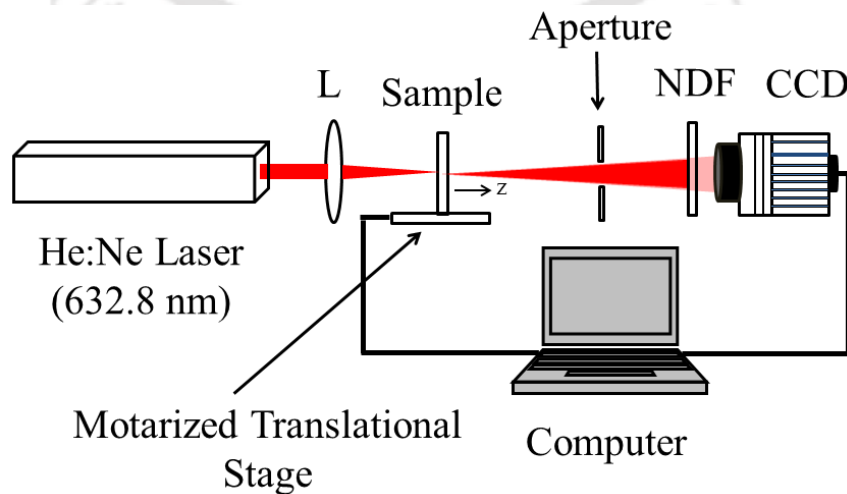 Aperture
L
Sample
NDF
CCD
z
He:Ne Laser
(632.8 nm)
Motarized Translational
Stage
Computer